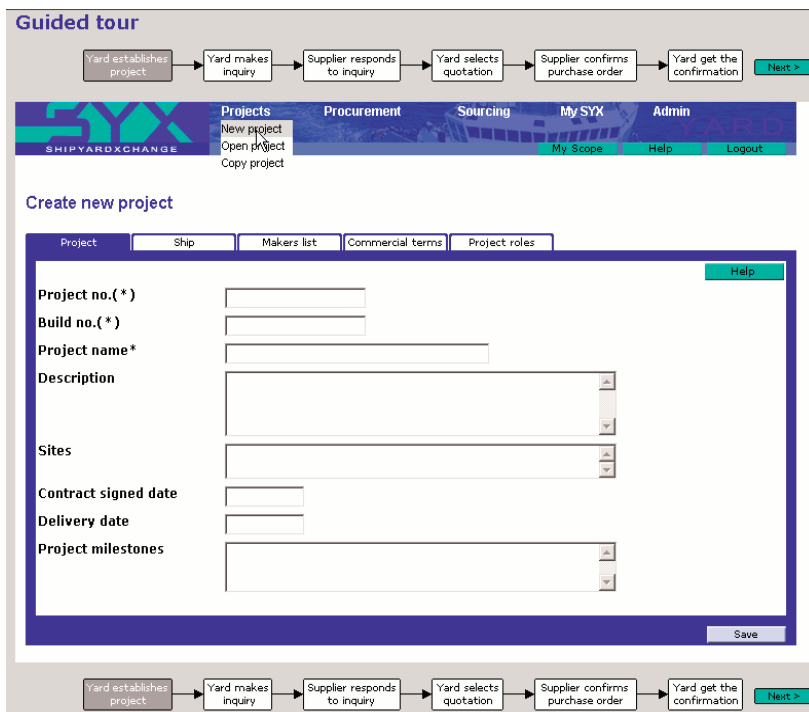 Guided tour
Yard establishes project
Yard makes inquiry
Supplier responds to inquiry
Yard selects quotation
Supplier confirms purchase order
Yard get the confirmation
Next >
SYX
SHIPYARDXCHANGE
Projects
Procurement
Sourcing
My SYX
Admin
YARD
New project
Open project
Copy project
My Scope
Help
Logout
Create new project
Project
Ship
Makers list
Commercial terms
Project roles
Help
Project no.(*)
Build no.(*)
Project name*
Description
Sites
Contract signed date
Delivery date
Project milestones
Save
Yard establishes project
Yard makes inquiry
Supplier responds to inquiry
Yard selects quotation
Supplier confirms purchase order
Yard get the confirmation
Next >